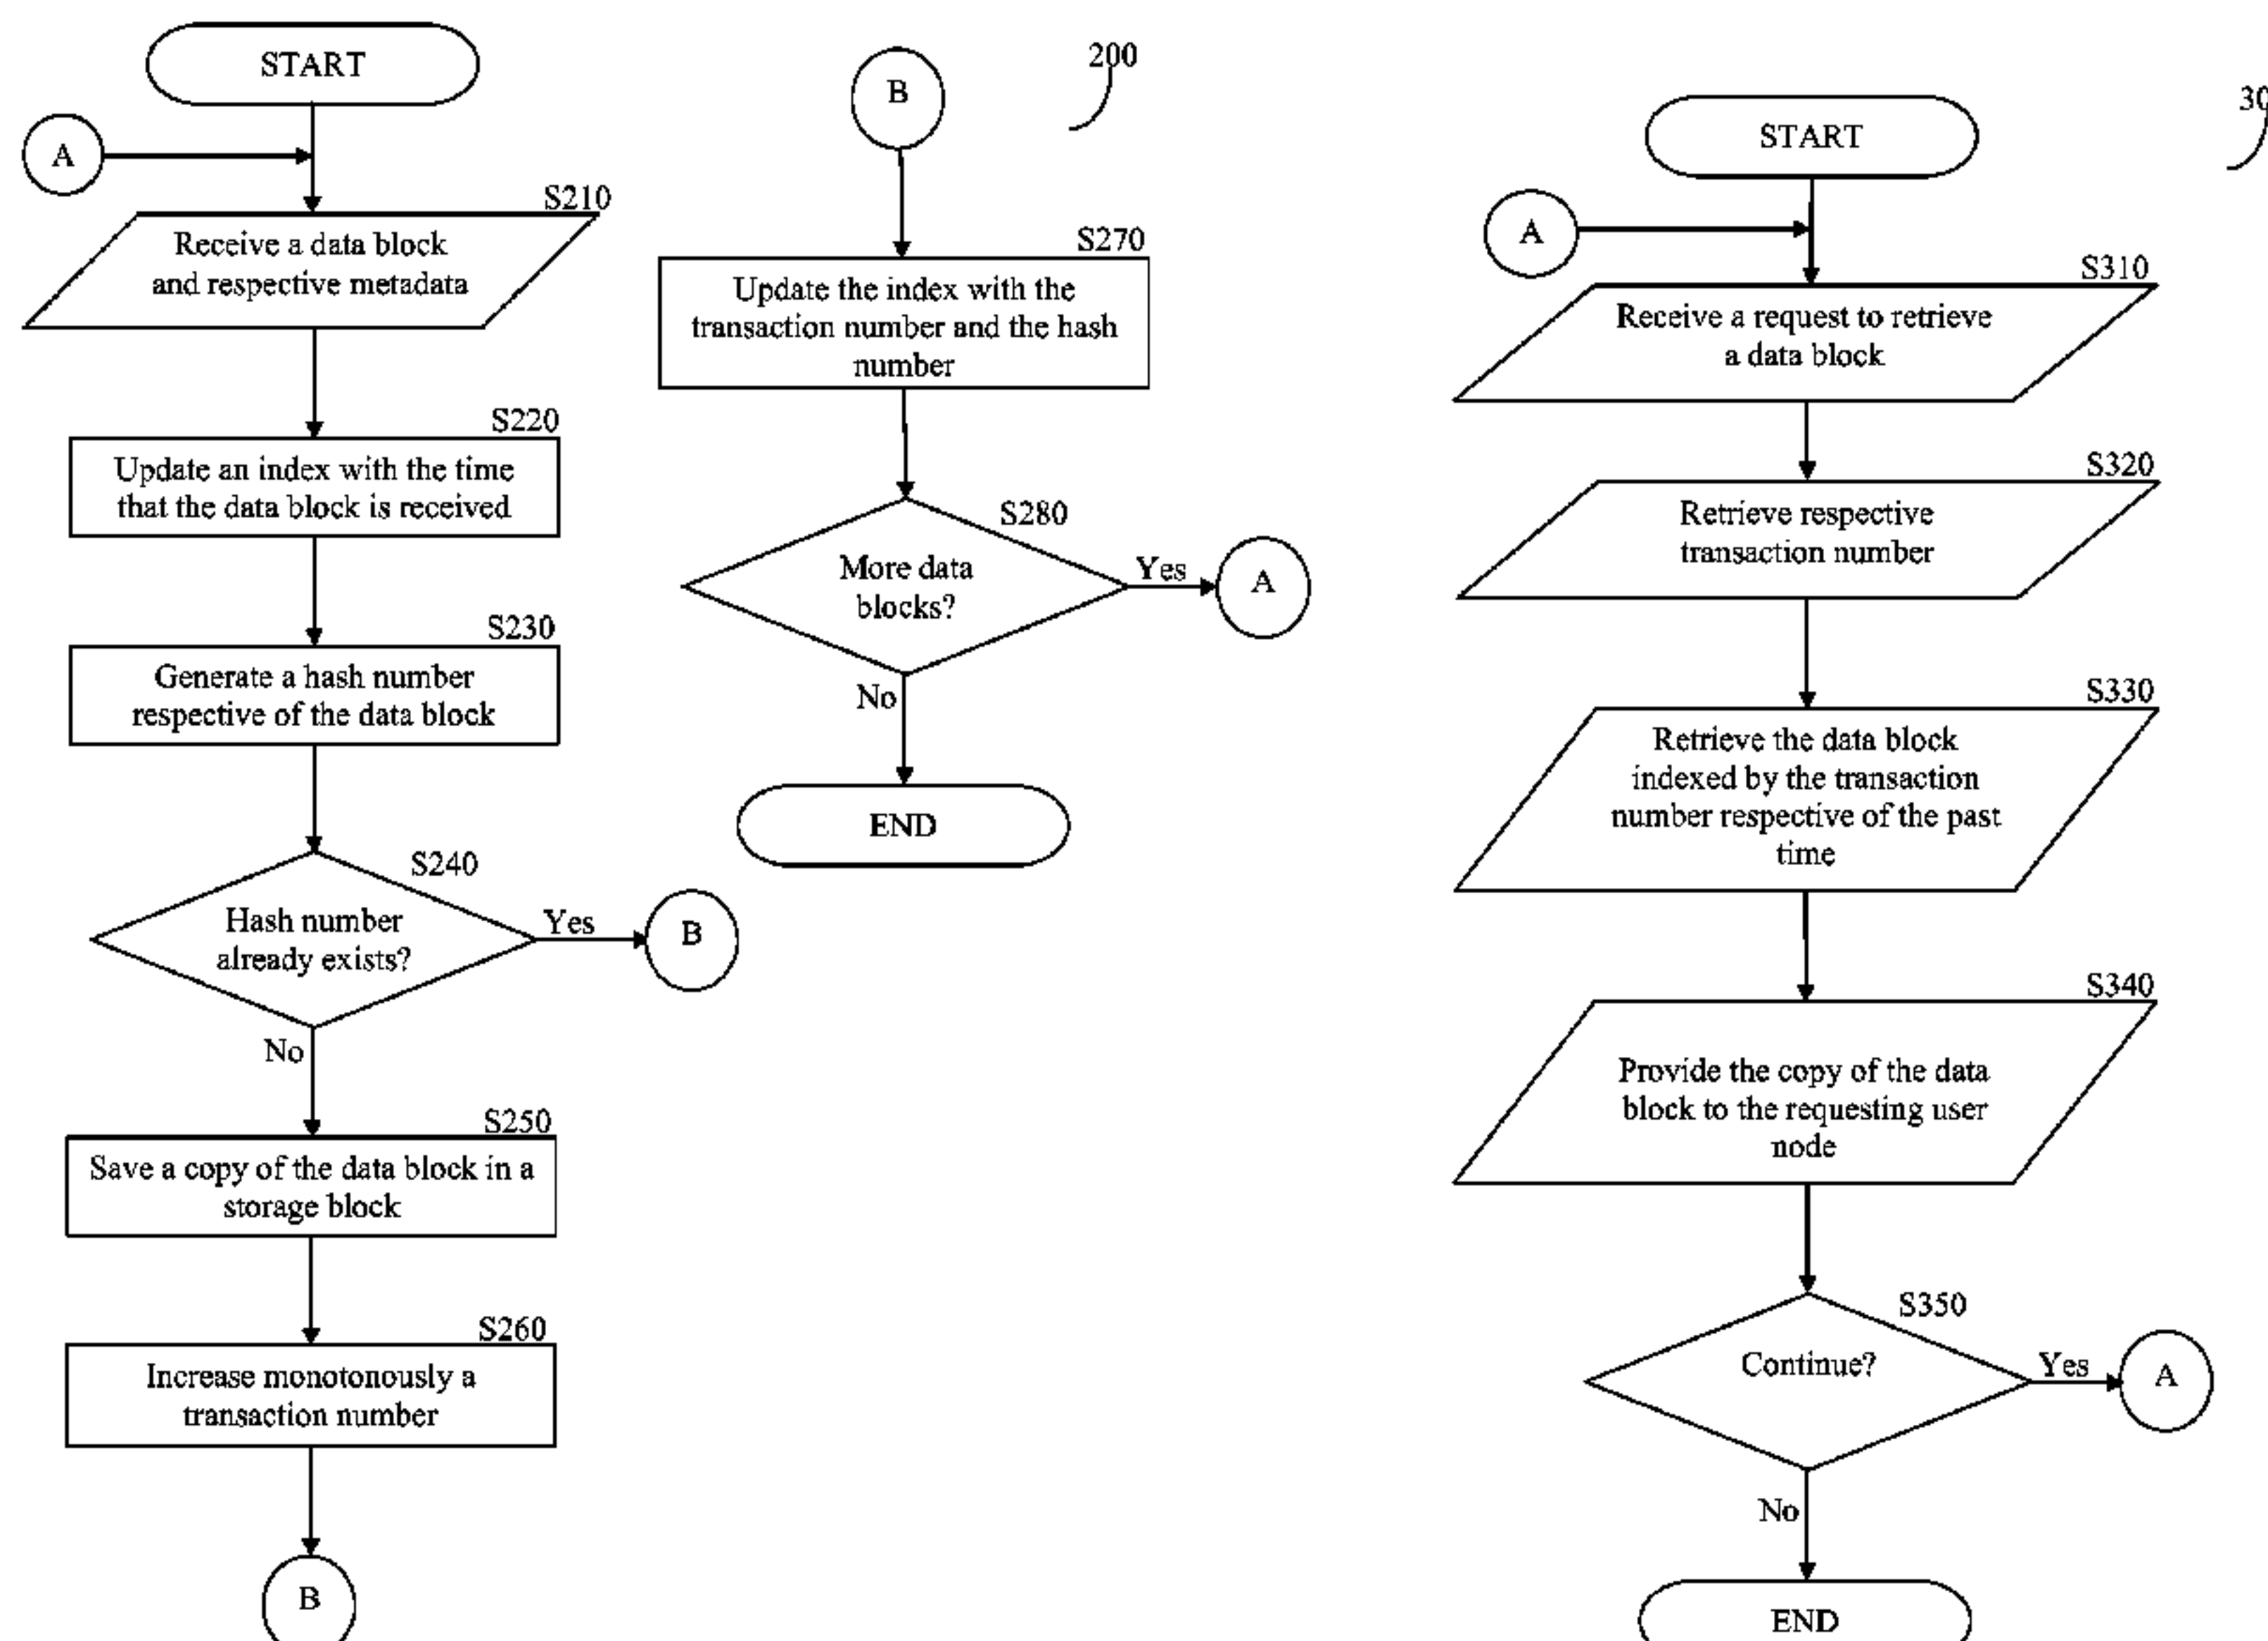 START
A
S210
Receive a data block
and respective metadata
S220
Update an index with the time
that the data block is received
S230
Generate a hash number
respective of the data block
S240
Hash number
already exists?
Yes
B
No
S250
Save a copy of the data block in a
storage block
S260
Increase monotonously a
transaction number
B
200
B
S270
Update the index with the
transaction number and the hash
number
S280
More data
blocks?
Yes
A
No
END
30
START
A
S310
Receive a request to retrieve
a data block
S320
Retrieve respective
transaction number
S330
Retrieve the data block
indexed by the transaction
number respective of the past
time
S340
Provide the copy of the data
block to the requesting user
node
S350
Continue?
Yes
A
No
END